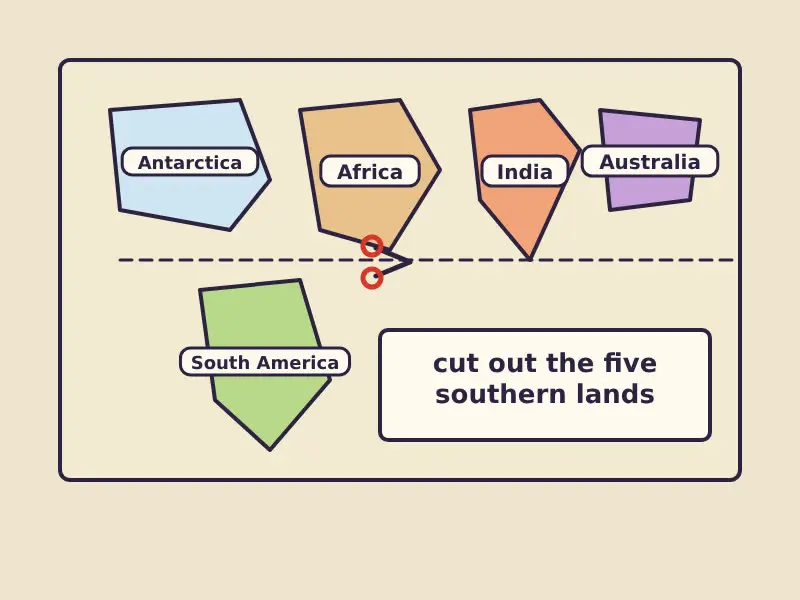 Antarctica
Africa
India
Australia
South America
cut out the five
southern lands